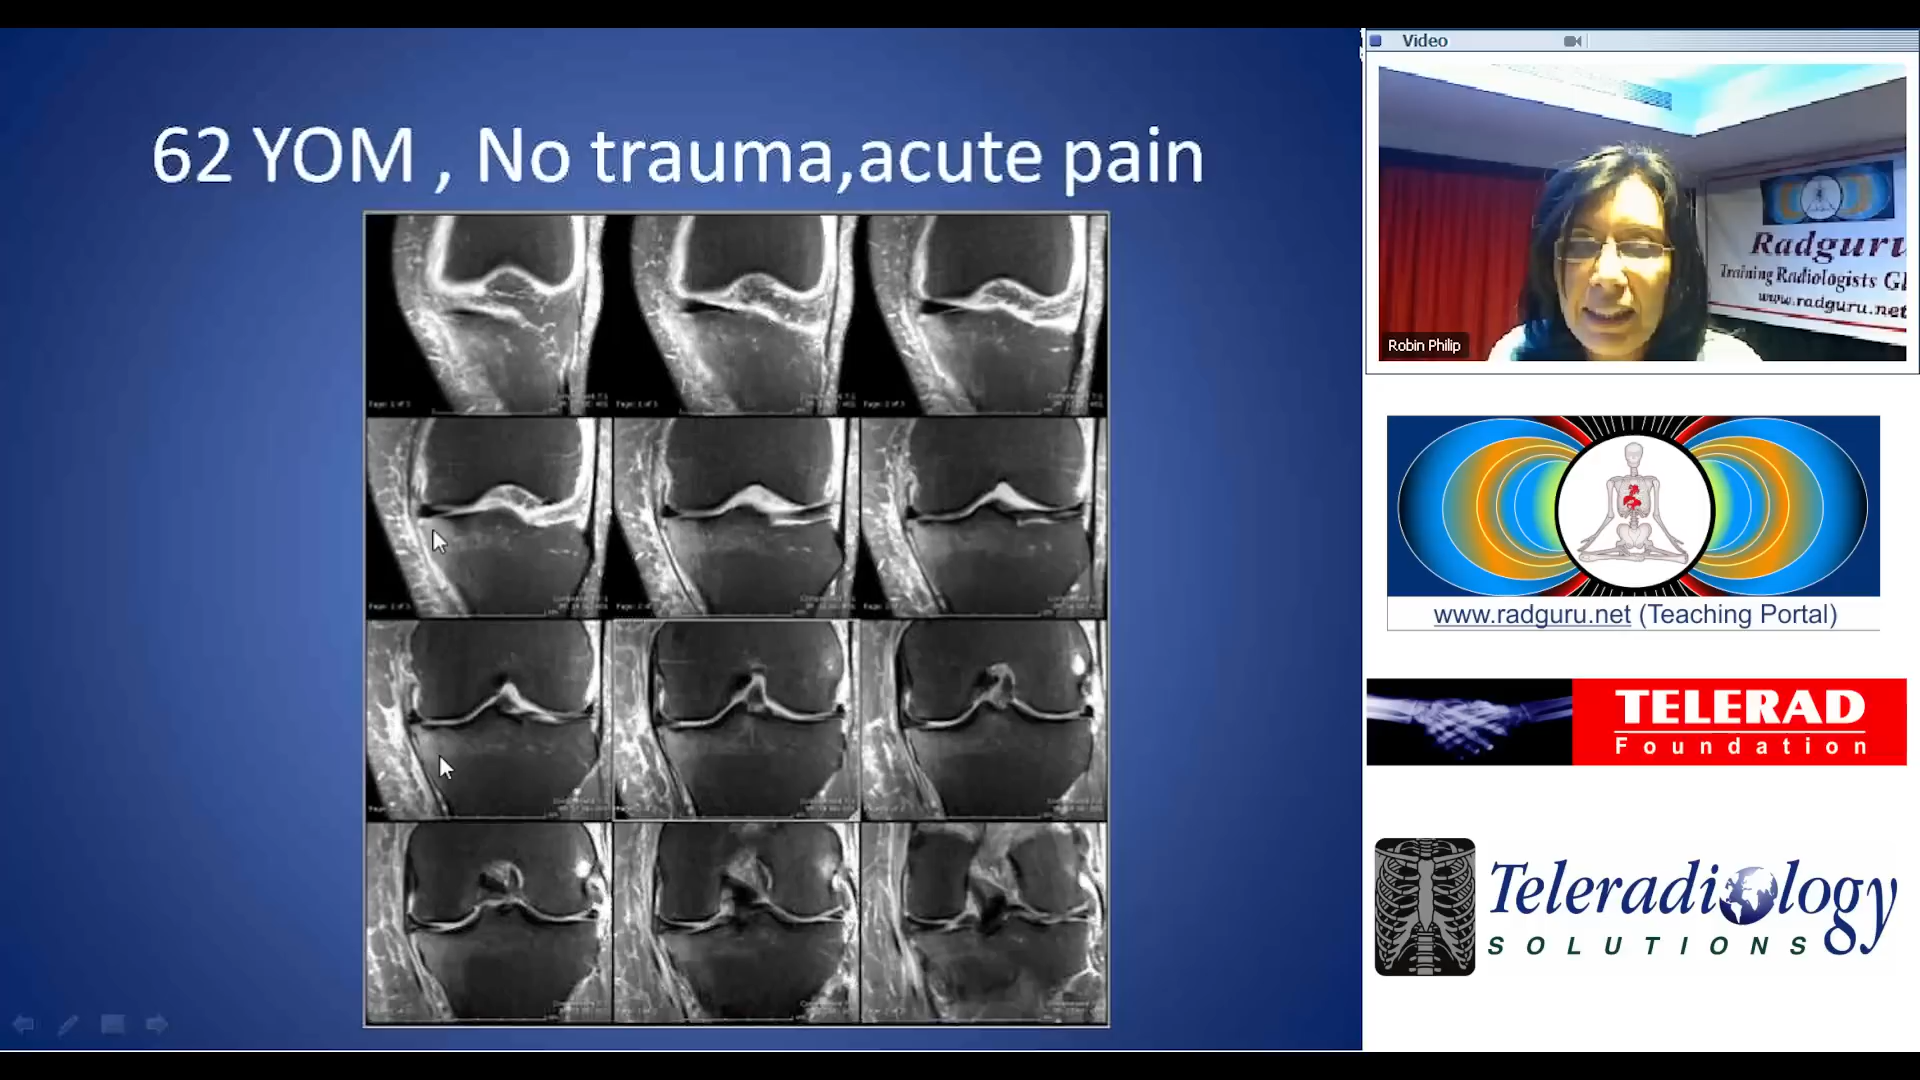 62 YOM , No trauma,acute pain
Video
Radguru
Training Radiologists Gl
www.radguru.net
Robin Philip
www.radguru.net (Teaching Portal)
TELERAD
Foundation
Teleradiology
SOLUTIONS